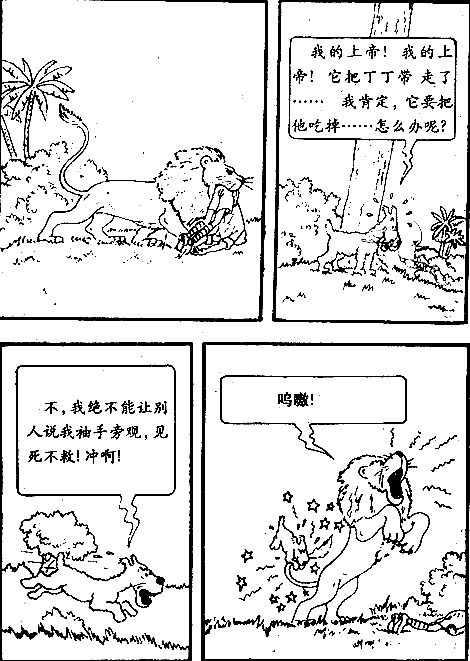 我的上帝！我的上
帝！它把丁丁带 走了
…… 我肯定，它要把
他吃掉……怎么办呢？
不，我绝不能让别
人说我袖手旁观，见
死不救！冲啊！
呜嗷！